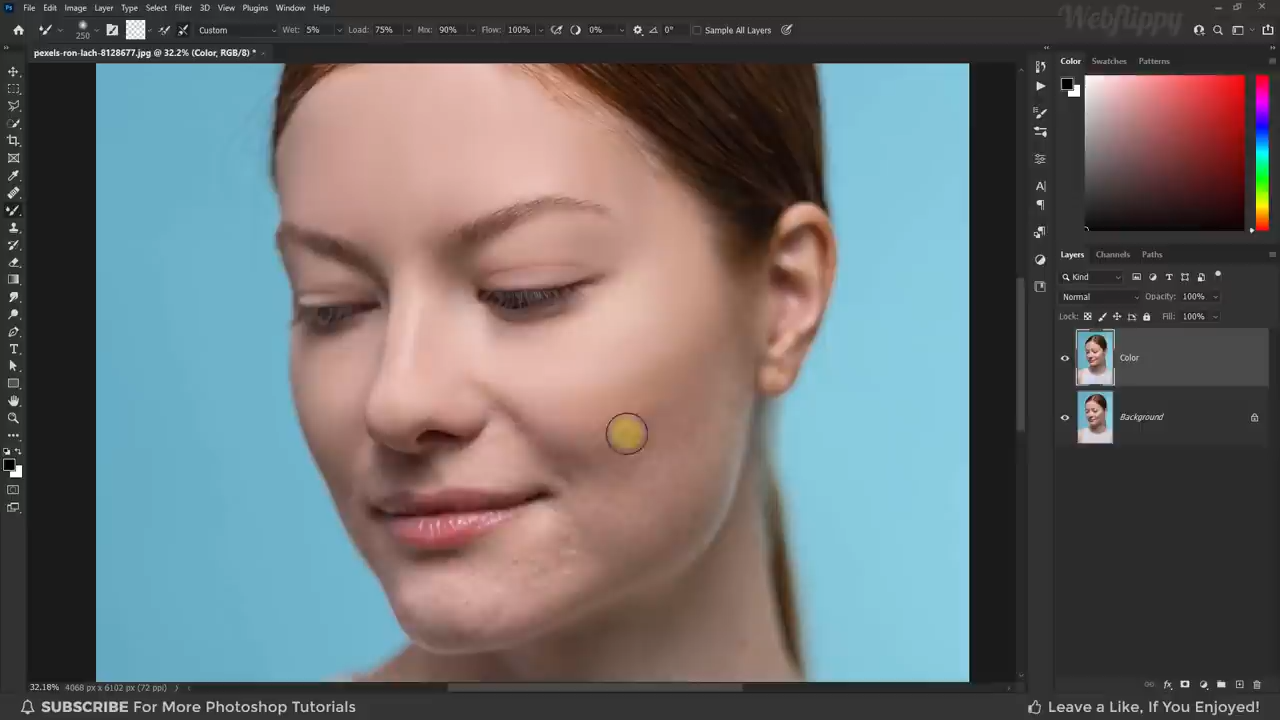 Ps File Edit Image Layer Type Select Filter 3D View Plugins Window Help
Webflippy
250 Custom Wet: 5% Load: 75% Mix: 90% Flow: 100% 0% 0° Sample All Layers
pexels-ron-lach-8128677.jpg @ 32.2% (Color, RGB/8) *
Color Swatches Patterns
Layers Channels Paths
Kind
Normal Opacity: 100%
Lock: Fill: 100%
Color
Background
32.18% 4068 px x 6102 px (72 ppi)
SUBSCRIBE For More Photoshop Tutorials
Leave a Like, If You Enjoyed!